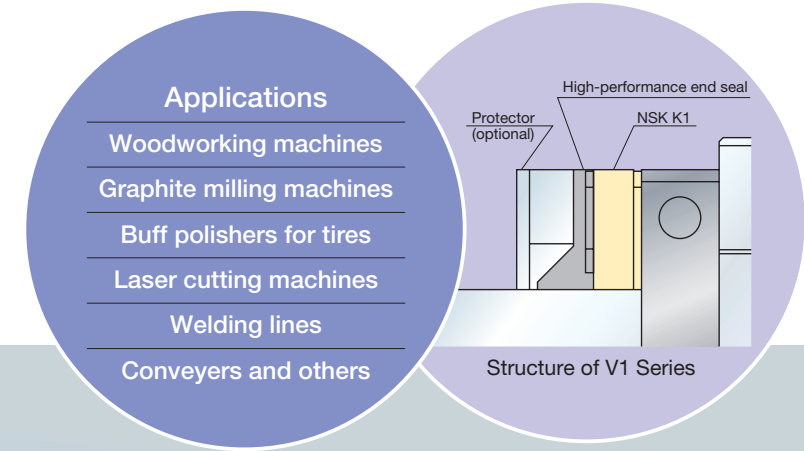 Applications
Woodworking machines
Graphite milling machines
Buff polishers for tires
Laser cutting machines
Welding lines
Conveyers and others
High-performance end seal
Protector
(optional)
NSK K1
Structure of V1 Series